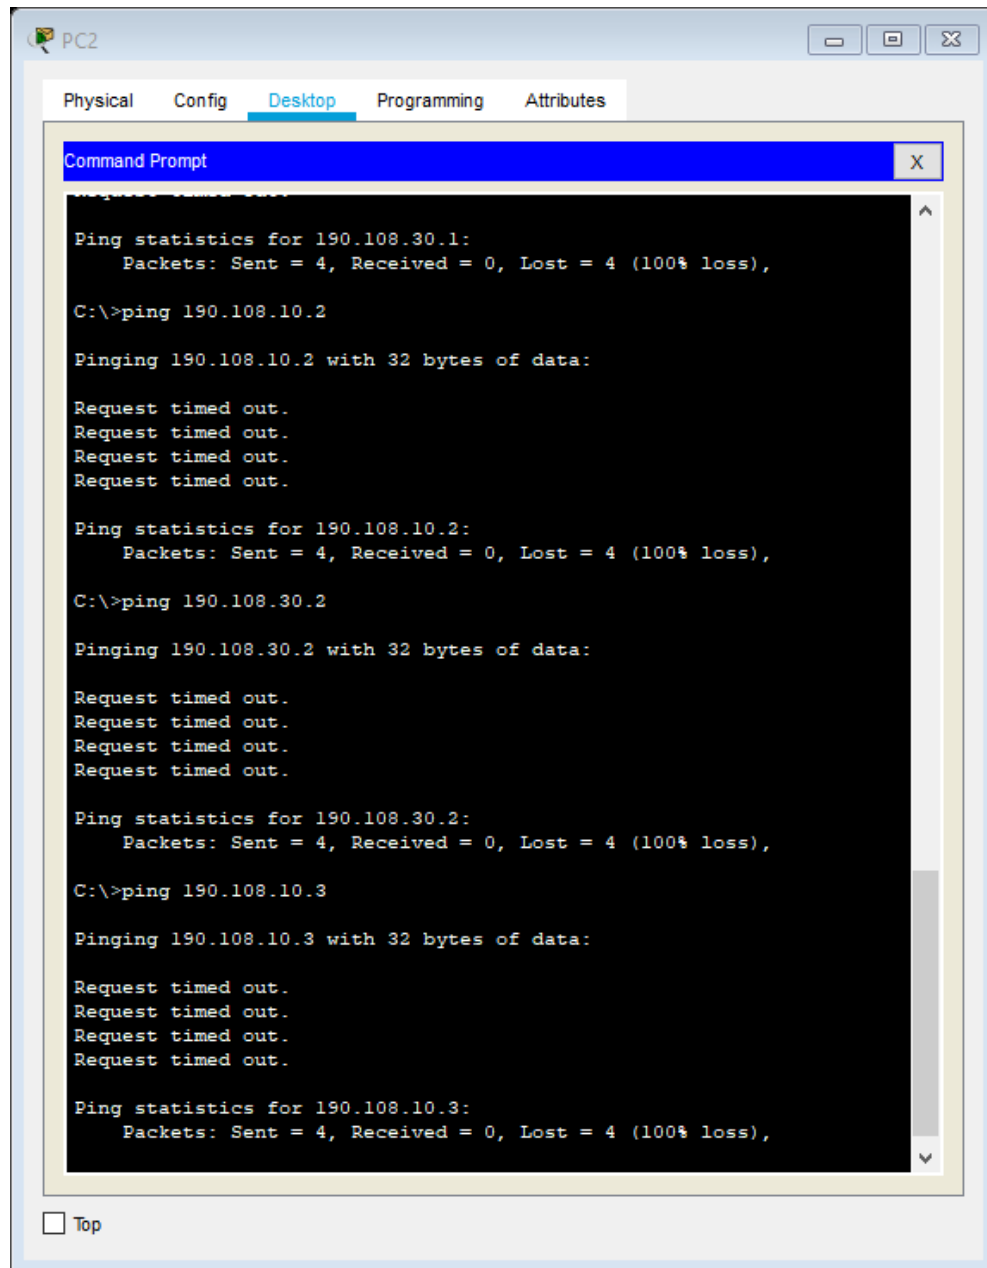 PC2
Physical Config Desktop Programming Attributes
Command Prompt
X
Ping statistics for 190.108.30.1:
Packets: Sent = 4, Received = 0, Lost = 4 (100% loss),
C:\>ping 190.108.10.2
Pinging 190.108.10.2 with 32 bytes of data:
Request timed out.
Request timed out.
Request timed out.
Request timed out.
Ping statistics for 190.108.10.2:
Packets: Sent = 4, Received = 0, Lost = 4 (100% loss),
C:\>ping 190.108.30.2
Pinging 190.108.30.2 with 32 bytes of data:
Request timed out.
Request timed out.
Request timed out.
Request timed out.
Ping statistics for 190.108.30.2:
Packets: Sent = 4, Received = 0, Lost = 4 (100% loss),
C:\>ping 190.108.10.3
Pinging 190.108.10.3 with 32 bytes of data:
Request timed out.
Request timed out.
Request timed out.
Request timed out.
Ping statistics for 190.108.10.3:
Packets: Sent = 4, Received = 0, Lost = 4 (100% loss),
Top